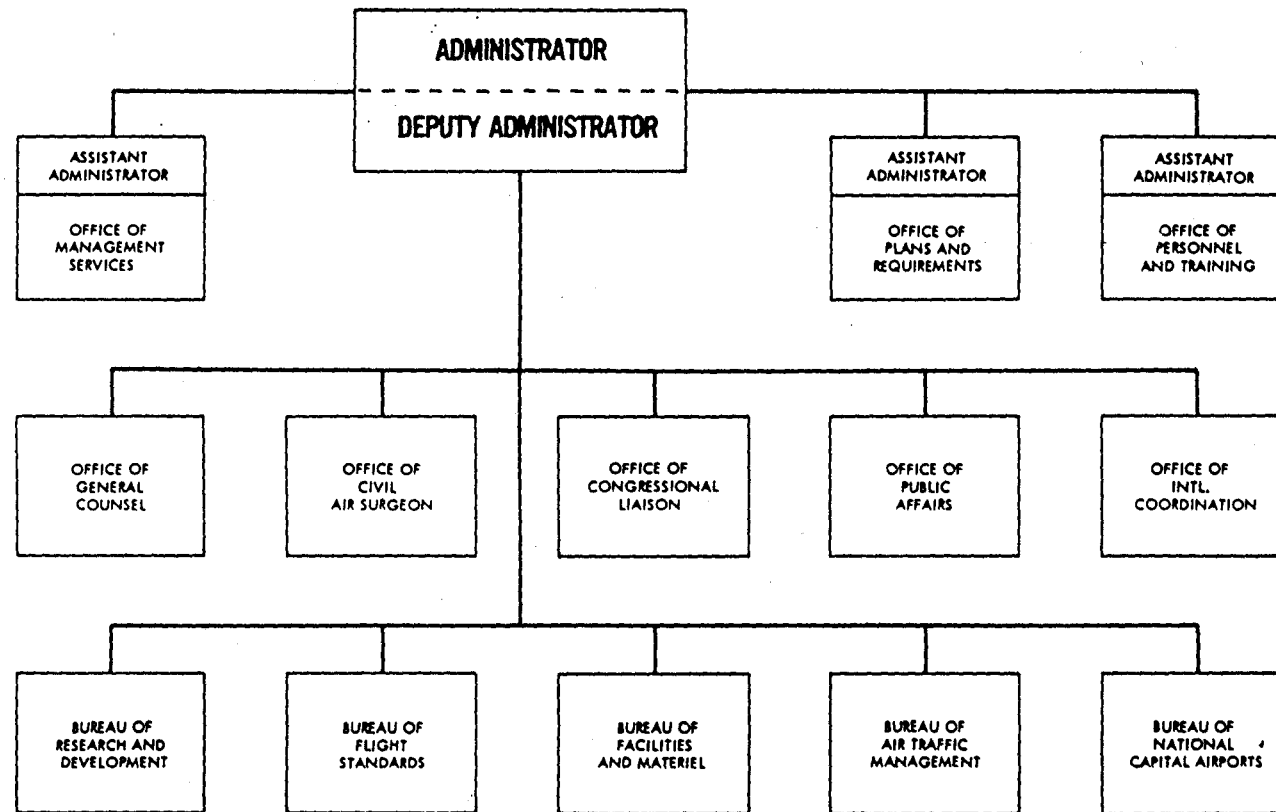 ADMINISTRATOR
DEPUTY ADMINISTRATOR
ASSISTANT
ADMINISTRATOR
OFFICE OF
MANAGEMENT
SERVICES
ASSISTANT
ADMINISTRATOR
OFFICE OF
PLANS AND
REQUIREMENTS
ASSISTANT
ADMINISTRATOR
OFFICE OF
PERSONNEL
AND TRAINING
OFFICE OF
GENERAL
COUNSEL
OFFICE OF
CIVIL
AIR SURGEON
OFFICE OF
CONGRESSIONAL
LIAISON
OFFICE OF
PUBLIC
AFFAIRS
OFFICE OF
INTL.
COORDINATION
BUREAU OF
RESEARCH AND
DEVELOPMENT
BUREAU OF
FLIGHT
STANDARDS
BUREAU OF
FACILITIES
AND MATERIEL
BUREAU OF
AIR TRAFFIC
MANAGEMENT
BUREAU OF
NATIONAL
CAPITAL AIRPORTS